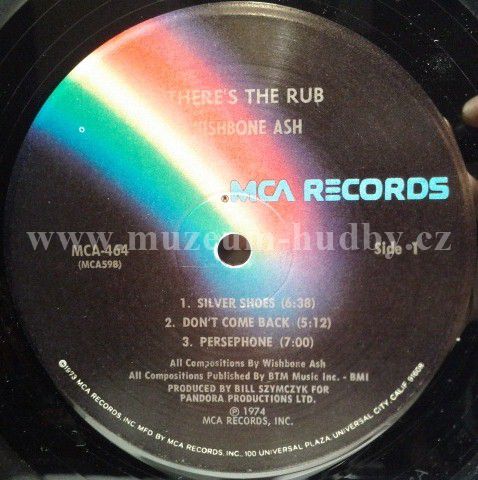 THERE'S THE RUB
WISHBONE ASH
MCA RECORDS
www.muzeum-hudby.cz
MCA-464
(MCA598)
Side 1
1. SILVER SHOES (6:38)
2. DON'T COME BACK (5:12)
3. PERSEPHONE (7:00)
All Compositions By Wishbone Ash
All Compositions Published By BTM Music Inc. - BMI
PRODUCED BY BILL SZYMCZYK FOR
PANDORA PRODUCTIONS LTD.
℗ 1974
MCA RECORDS, INC.
©1973 MCA RECORDS, INC. MFG BY MCA RECORDS, INC., 100 UNIVERSAL PLAZA, UNIVERSAL CITY, CALIF. 91608